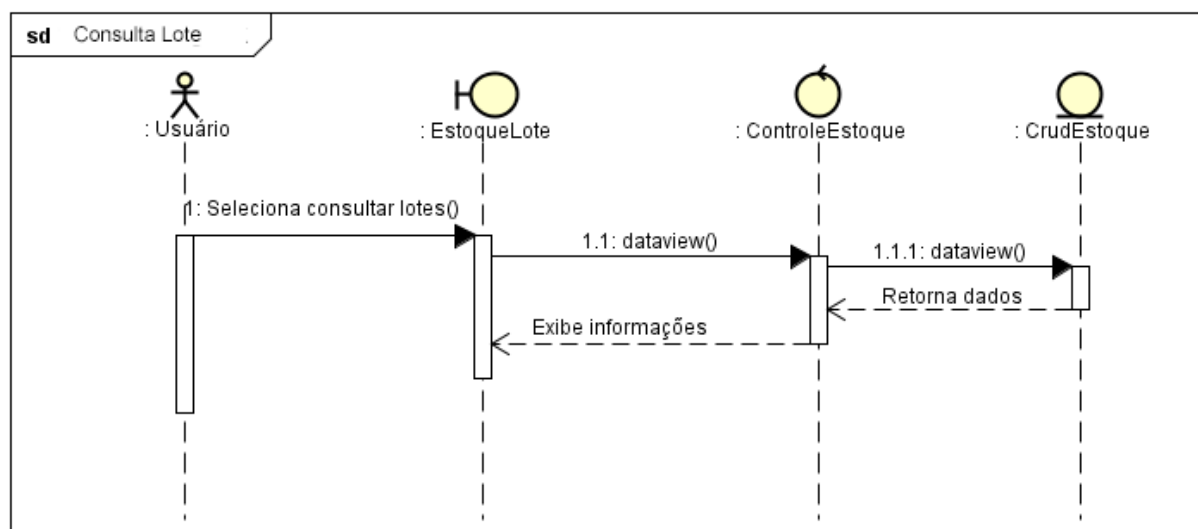 sd Consulta Lote
: Usuário
: EstoqueLote
: ControleEstoque
: CrudEstoque
1: Seleciona consultar lotes()
1.1: dataview()
1.1.1: dataview()
Retorna dados
Exibe informações